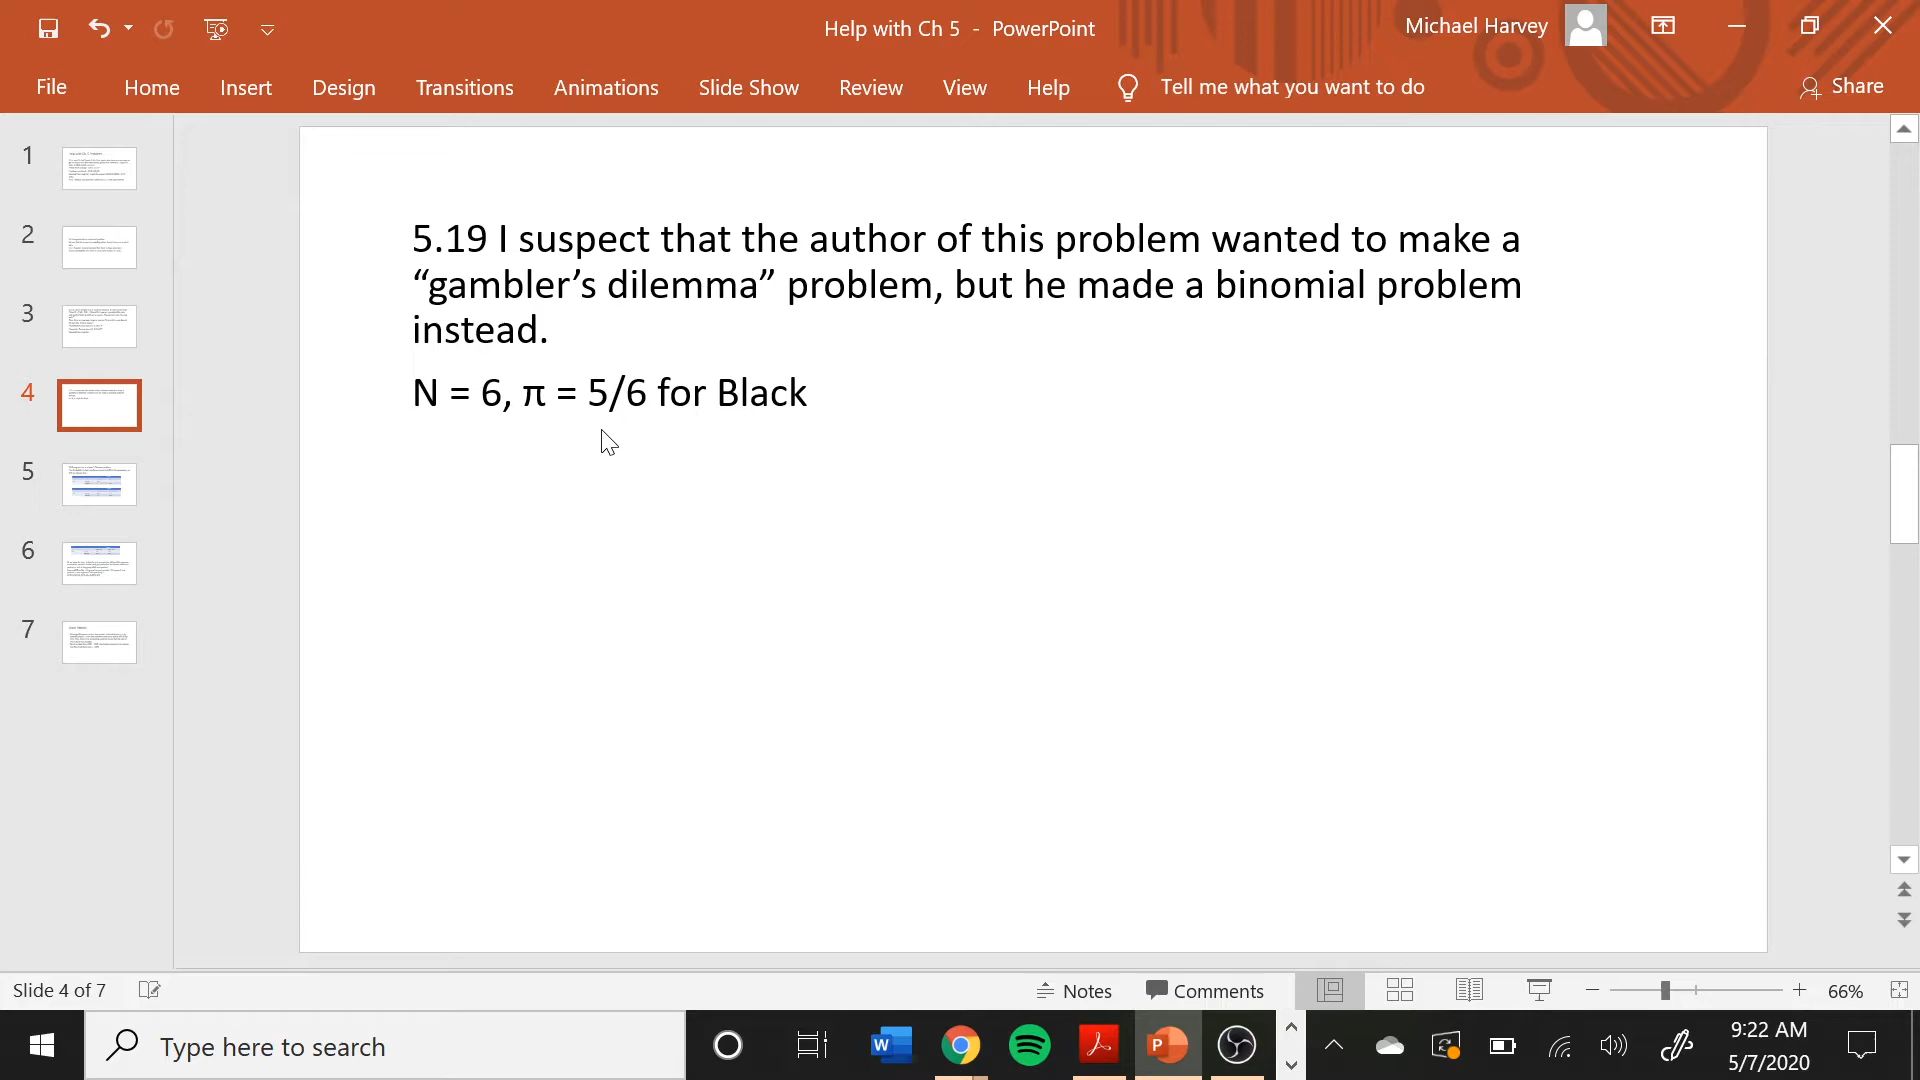 Help with Ch 5 - PowerPoint
Michael Harvey
File Home Insert Design Transitions Animations Slide Show Review View Help Tell me what you want to do Share
1
2
3
4
5
6
7
5.19 I suspect that the author of this problem wanted to make a
“gambler’s dilemma” problem, but he made a binomial problem
instead.
N = 6, π = 5/6 for Black
Slide 4 of 7
Notes Comments
66%
Type here to search
9:22 AM
5/7/2020